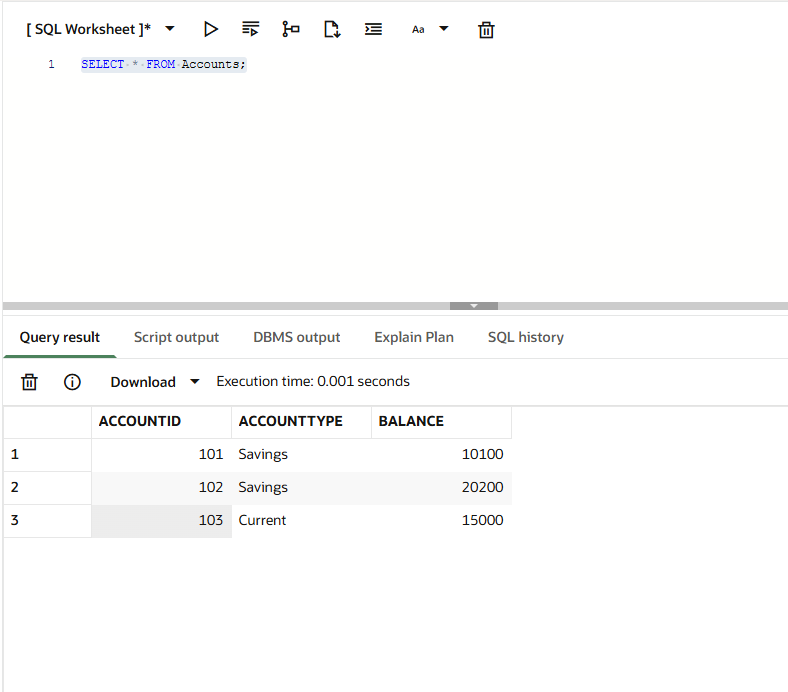 [ SQL Worksheet ]* Aa
1 SELECT * FROM Accounts;
Query result Script output DBMS output Explain Plan SQL history
Download Execution time: 0.001 seconds
ACCOUNTID ACCOUNTTYPE BALANCE
1 101 Savings 10100
2 102 Savings 20200
3 103 Current 15000